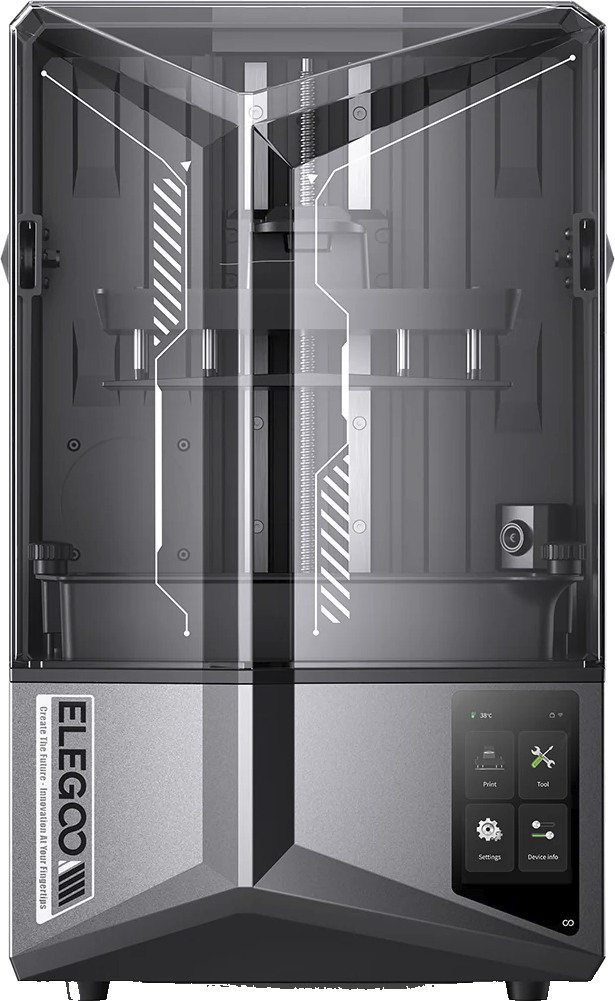 ELEGOO
Create The Future - Innovation At Your Fingertips
38℃
Print
Tool
Settings
Device info